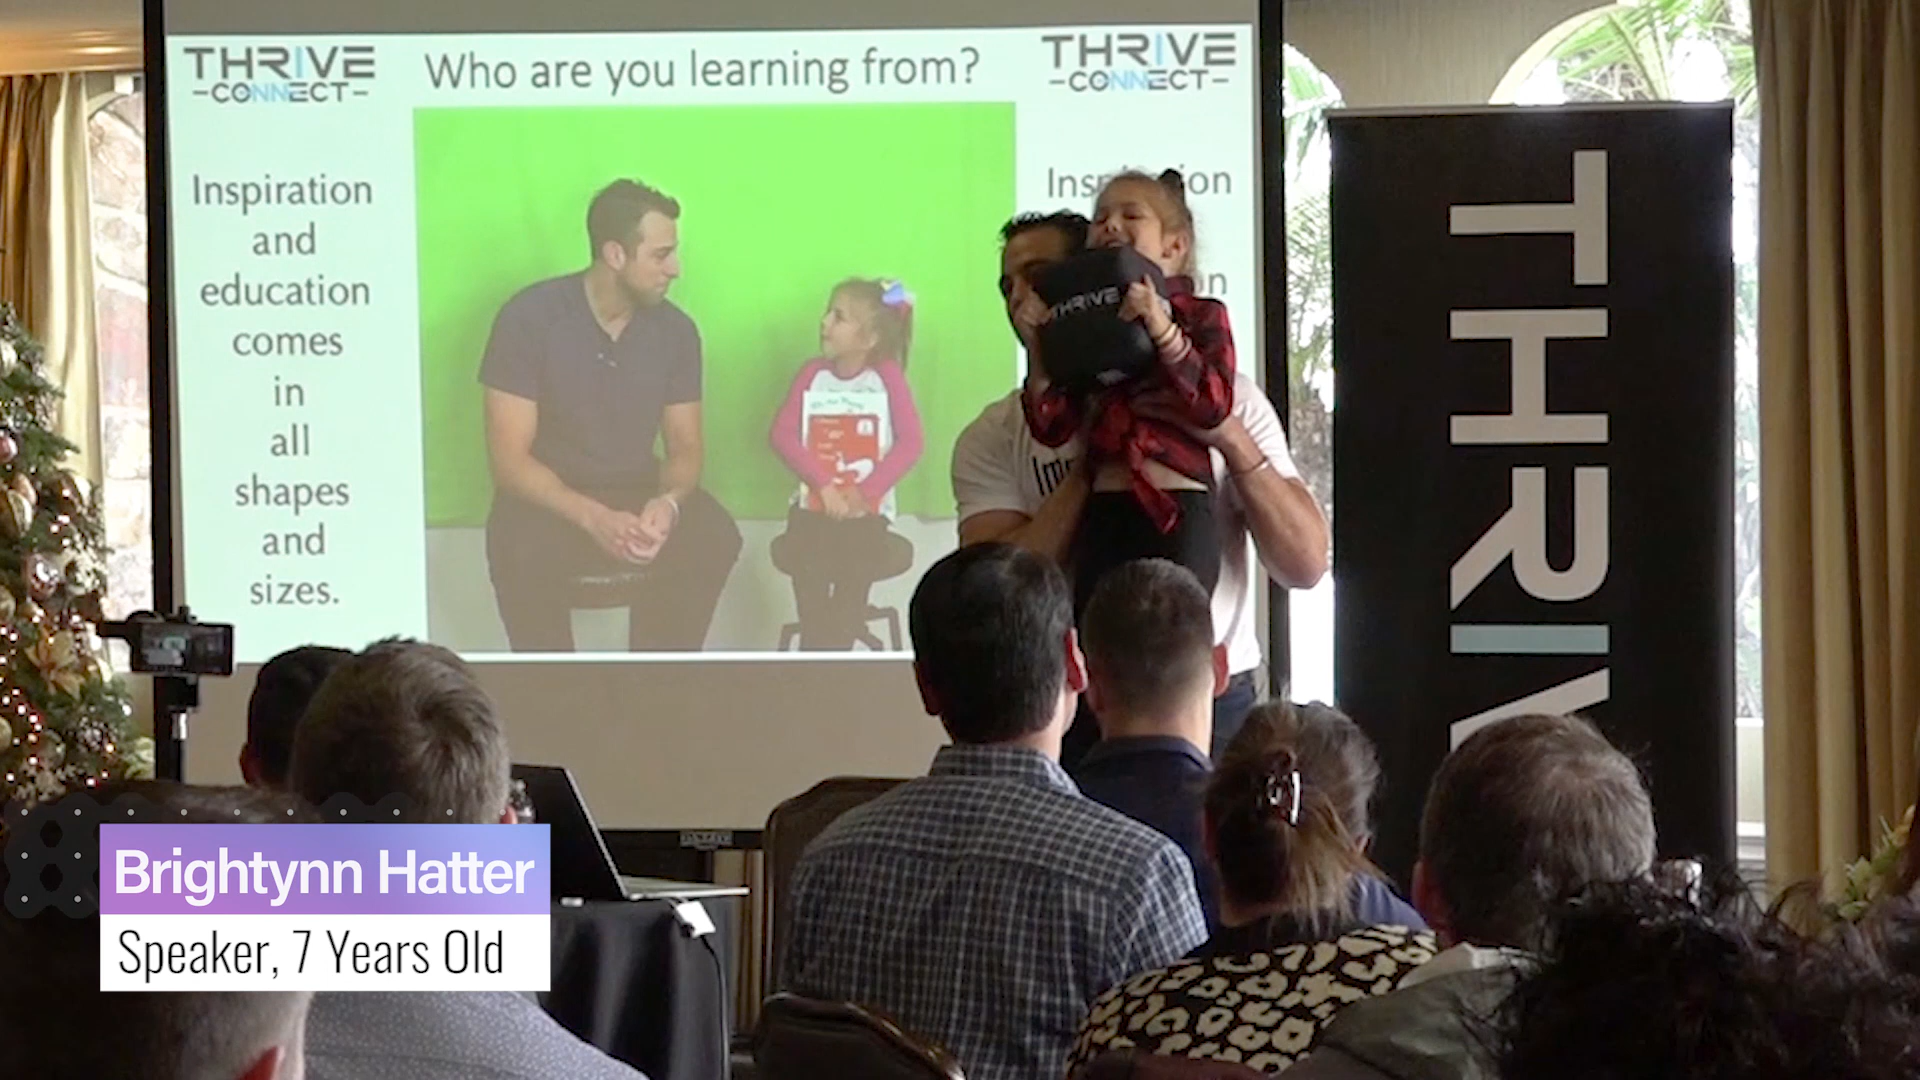 THRIVE
-CONNECT-
Who are you learning from?
THRIVE
-CONNECT-
Inspiration
and
education
comes
in
all
shapes
and
sizes.
THRIVE
THRIV
Brightynn Hatter
Speaker, 7 Years Old